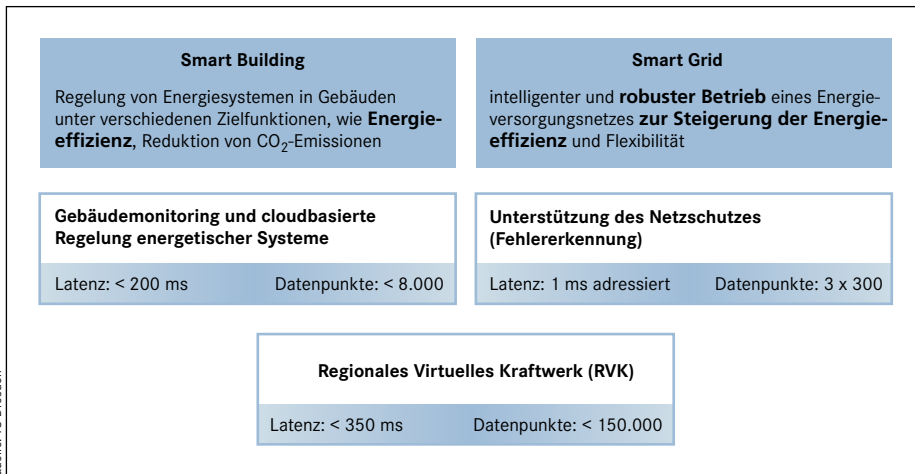 Smart Building
Regelung von Energiesystemen in Gebäuden
unter verschiedenen Zielfunktionen, wie Energie-
effizienz, Reduktion von CO₂-Emissionen
Smart Grid
intelligenter und robuster Betrieb eines Energie-
versorgungsnetzes zur Steigerung der Energie-
effizienz und Flexibilität
Gebäudemonitoring und cloudbasierte
Regelung energetischer Systeme
Latenz: < 200 ms Datenpunkte: < 8.000
Unterstützung des Netzschutzes
(Fehlererkennung)
Latenz: 1 ms adressiert Datenpunkte: 3 x 300
Regionales Virtuelles Kraftwerk (RVK)
Latenz: < 350 ms Datenpunkte: < 150.000